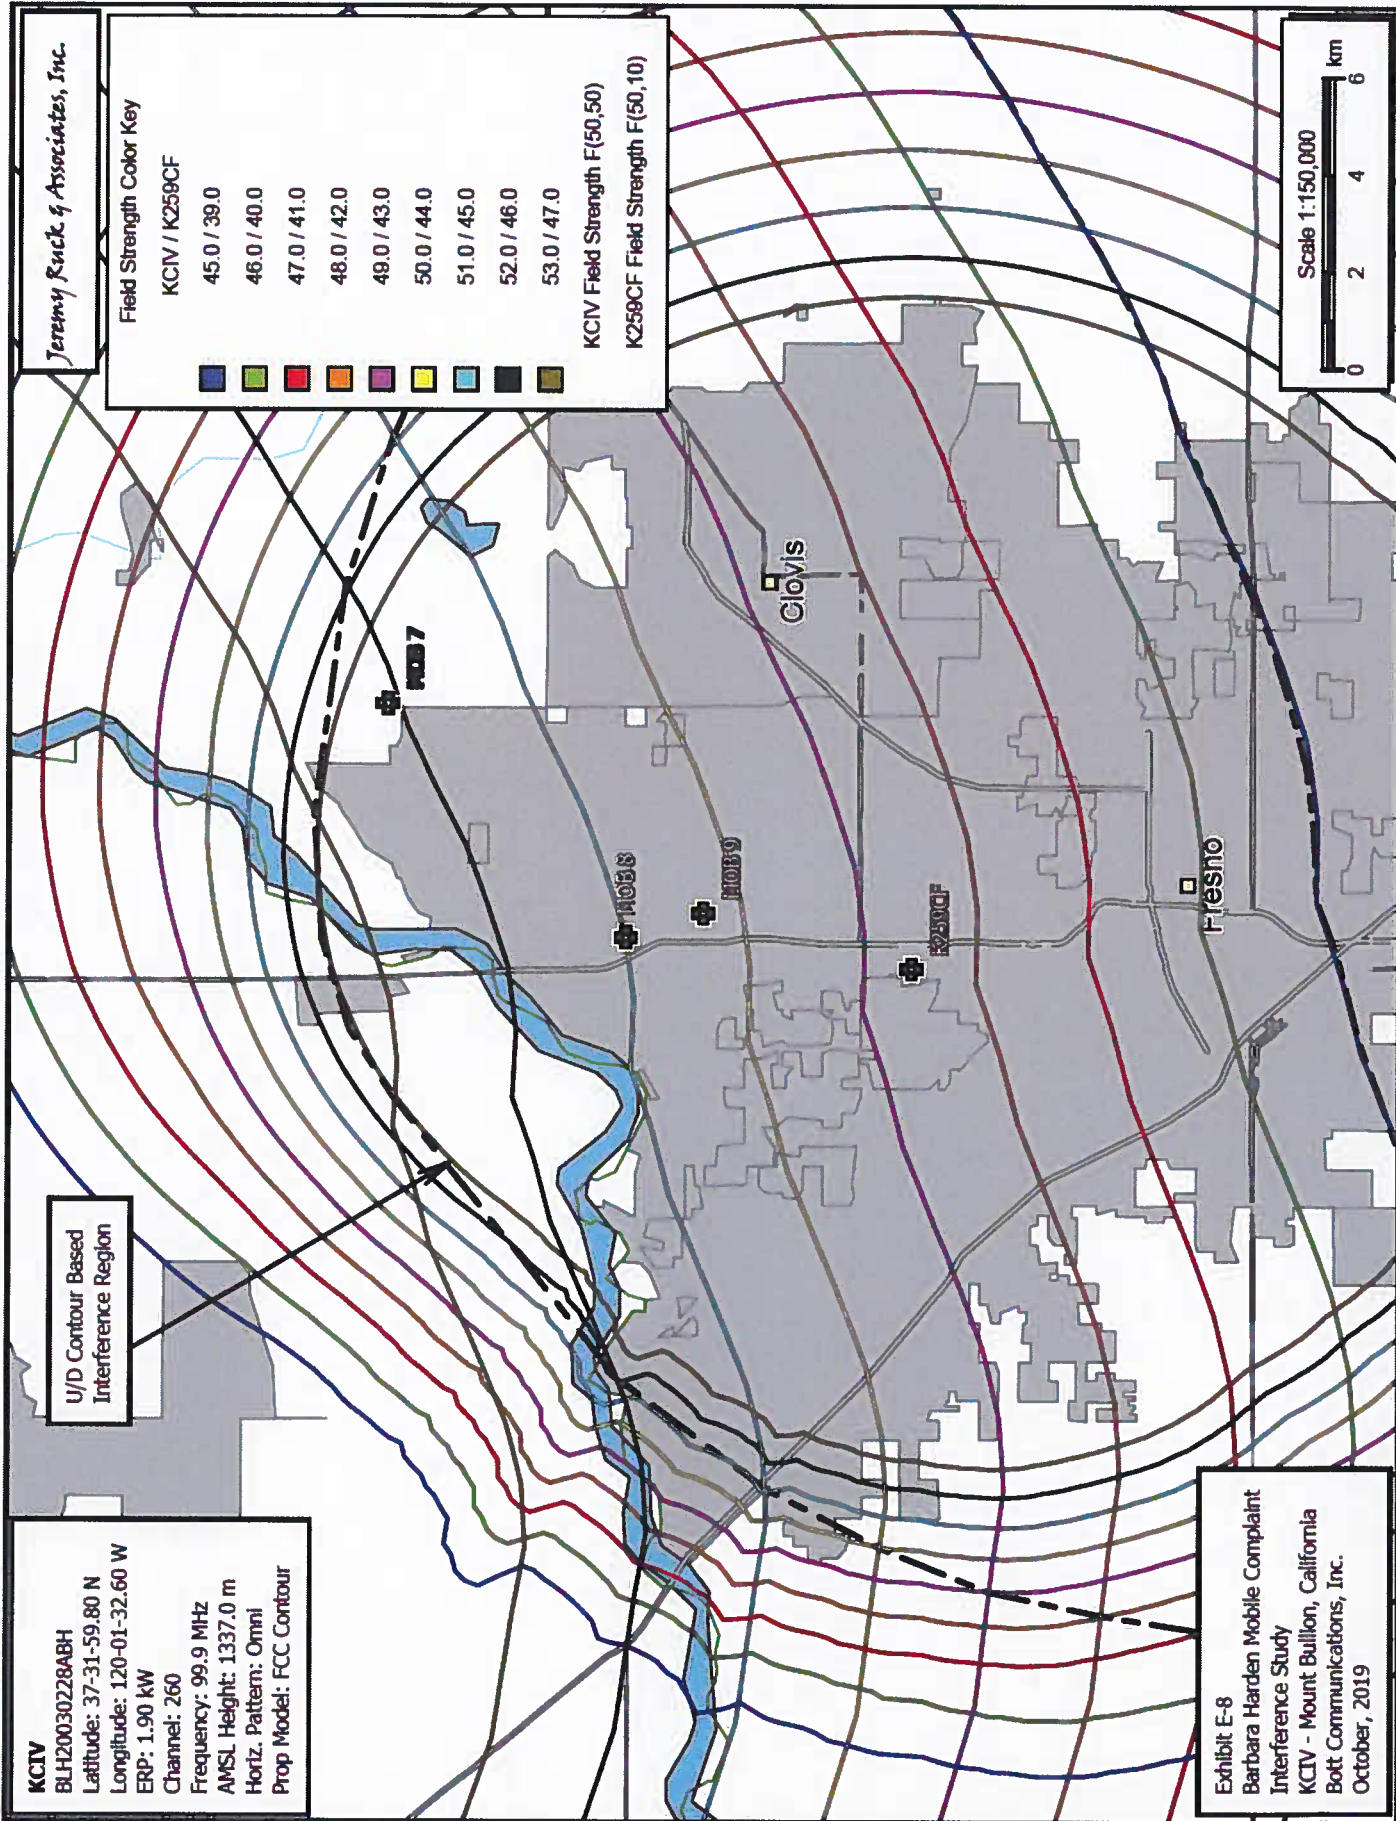 KCIV
BLH20030228ABH
Latitude: 37-31-59.80 N
Longitude: 120-01-32.60 W
ERP: 1.90 kW
Channel: 260
Frequency: 99.9 MHz
AMSL Height: 1337.0 m
Horiz. Pattern: Omni
Prop Model: FCC Contour
U/D Contour Based
Interference Region
Jeremy Ruck & Associates, Inc.
Field Strength Color Key
KCIV / K259CF
45.0 / 39.0
46.0 / 40.0
47.0 / 41.0
48.0 / 42.0
49.0 / 43.0
50.0 / 44.0
51.0 / 45.0
52.0 / 46.0
53.0 / 47.0
KCIV Field Strength F(50,50)
K259CF Field Strength F(50,10)
MOB 7
MOB 8
MOB 9
Clovis
K259CF
Fresno
Exhibit E-8
Barbara Harden Mobile Complaint
Interference Study
KCIV - Mount Bullion, California
Bott Communications, Inc.
October, 2019
Scale 1:150,000
0 2 4 6 km